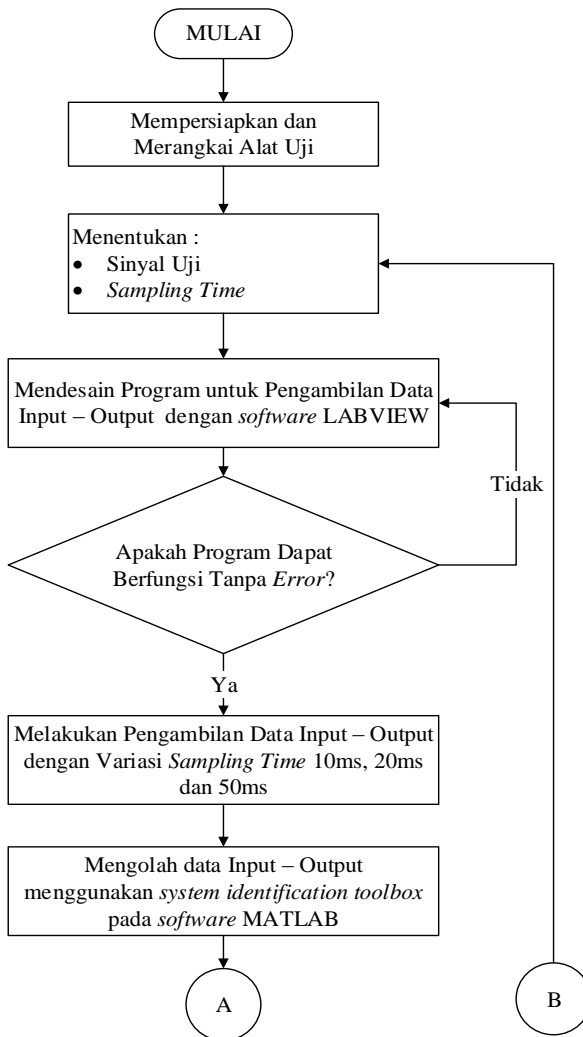 MULAI
Mempersiapkan dan
Merangkai Alat Uji
Menentukan :
• Sinyal Uji
• Sampling Time
Mendesain Program untuk Pengambilan Data
Input – Output dengan software LABVIEW
Tidak
Apakah Program Dapat
Berfungsi Tanpa Error?
Ya
Melakukan Pengambilan Data Input – Output
dengan Variasi Sampling Time 10ms, 20ms
dan 50ms
Mengolah data Input – Output
menggunakan system identification toolbox
pada software MATLAB
A
B